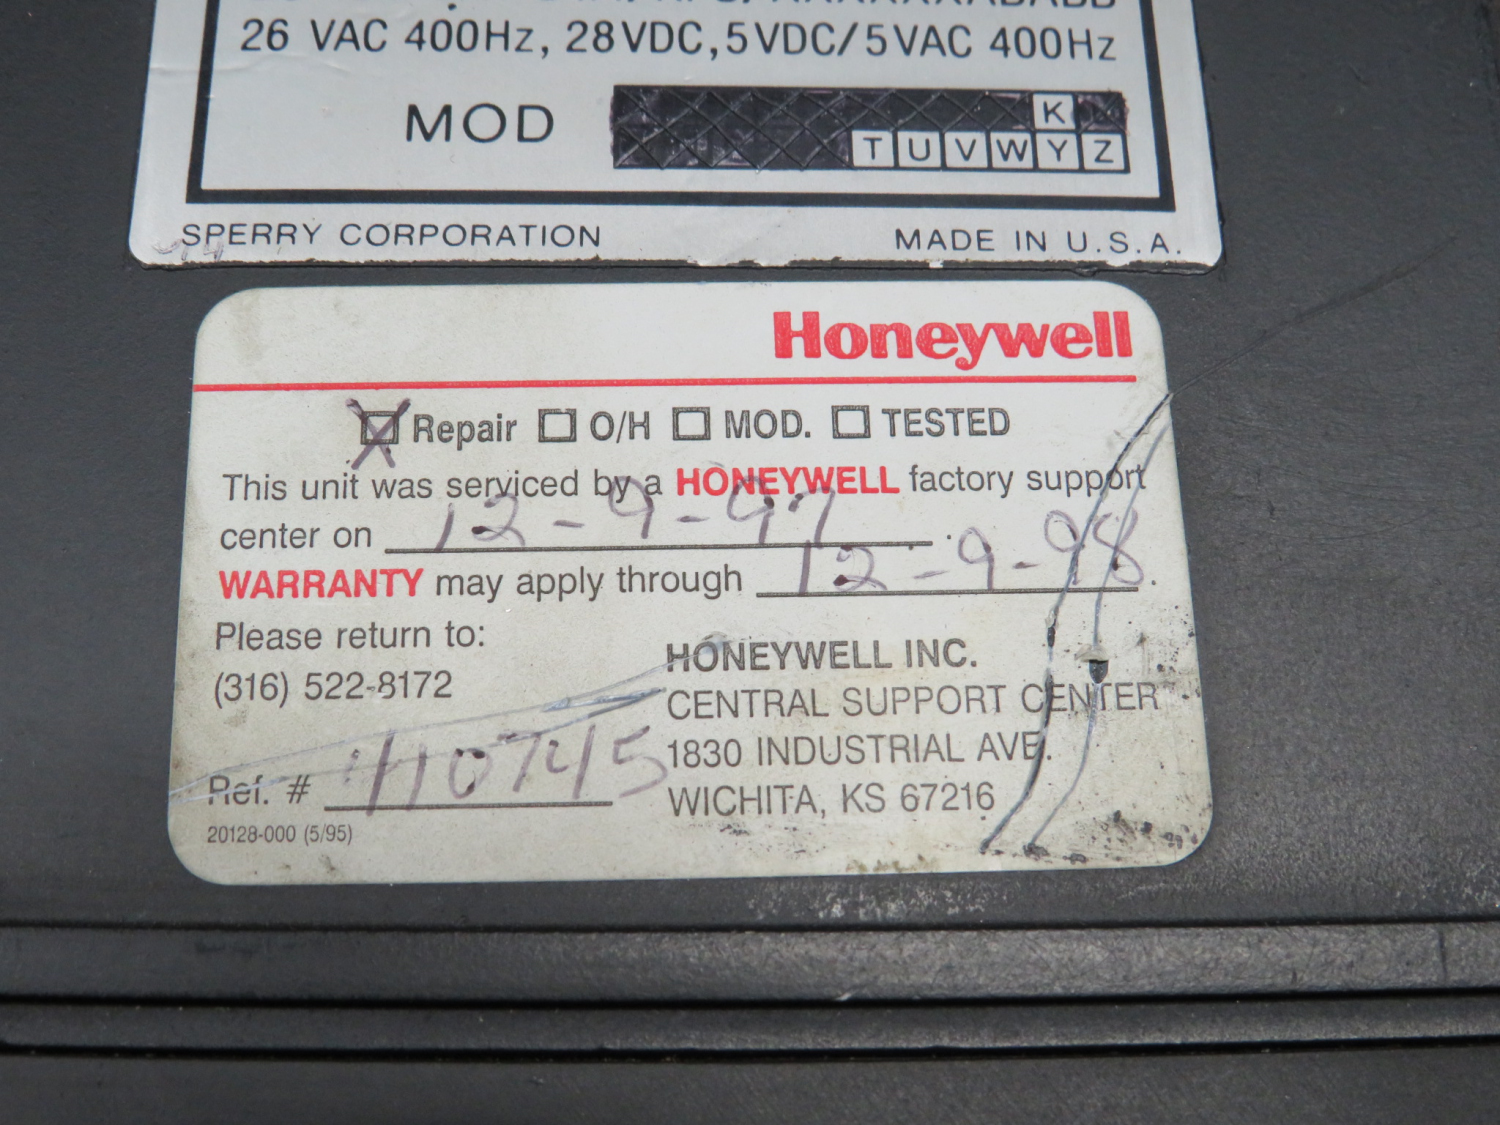 26 VAC 400Hz, 28VDC, 5VDC/5VAC 400Hz
MOD K
T U V W Y Z
SPERRY CORPORATION MADE IN U.S.A.
Honeywell
Repair O/H MOD. TESTED
This unit was serviced by a HONEYWELL factory support
center on 12-9-97.
WARRANTY may apply through 12-9-98.
Please return to:
(316) 522-8172
HONEYWELL INC.
CENTRAL SUPPORT CENTER
1830 INDUSTRIAL AVE.
WICHITA, KS 67216
Ref. # 110745
20128-000 (5/95)